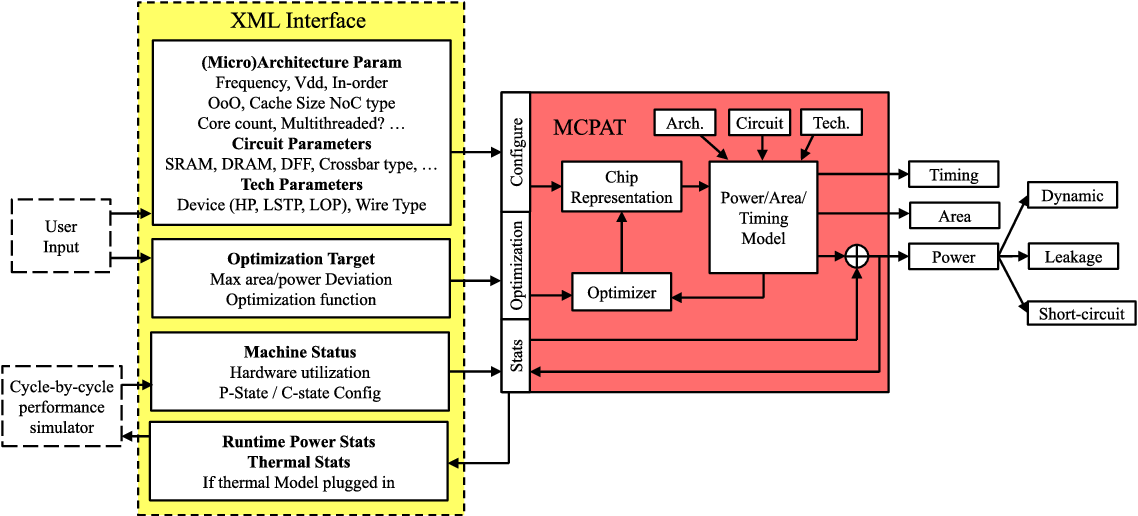 XML Interface
(Micro)Architecture Param
Frequency, Vdd, In-order
OoO, Cache Size NoC type
Core count, Multithreaded? …
Circuit Parameters
SRAM, DRAM, DFF, Crossbar type, …
Tech Parameters
Device (HP, LSTP, LOP), Wire Type
User
Input
Optimization Target
Max area/power Deviation
Optimization function
Machine Status
Hardware utilization
P-State / C-state Config
Cycle-by-cycle
performance
simulator
Runtime Power Stats
Thermal Stats
If thermal Model plugged in
Configure
Optimization
Stats
MCPAT
Arch.
Circuit
Tech.
Chip
Representation
Power/Area/
Timing
Model
Optimizer
Timing
Area
Power
Dynamic
Leakage
Short-circuit